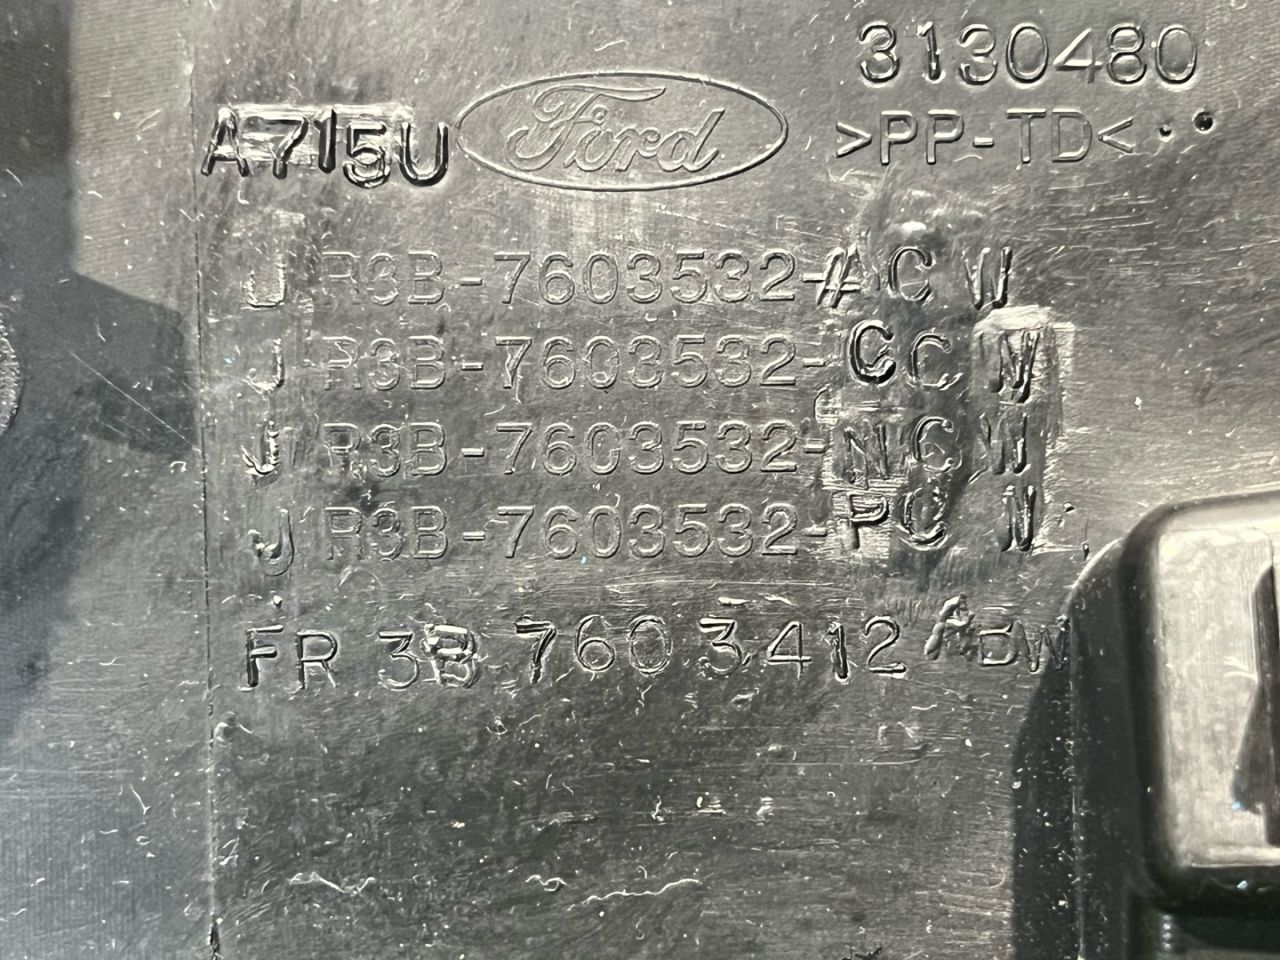 3130480
A715U Ford >PP-TD<
JR3B-7603532-ACW
JR3B-7603532-CCW
JR3B-7603532-NCW
JR3B-7603532-PCW
FR3B 7603412 ABW